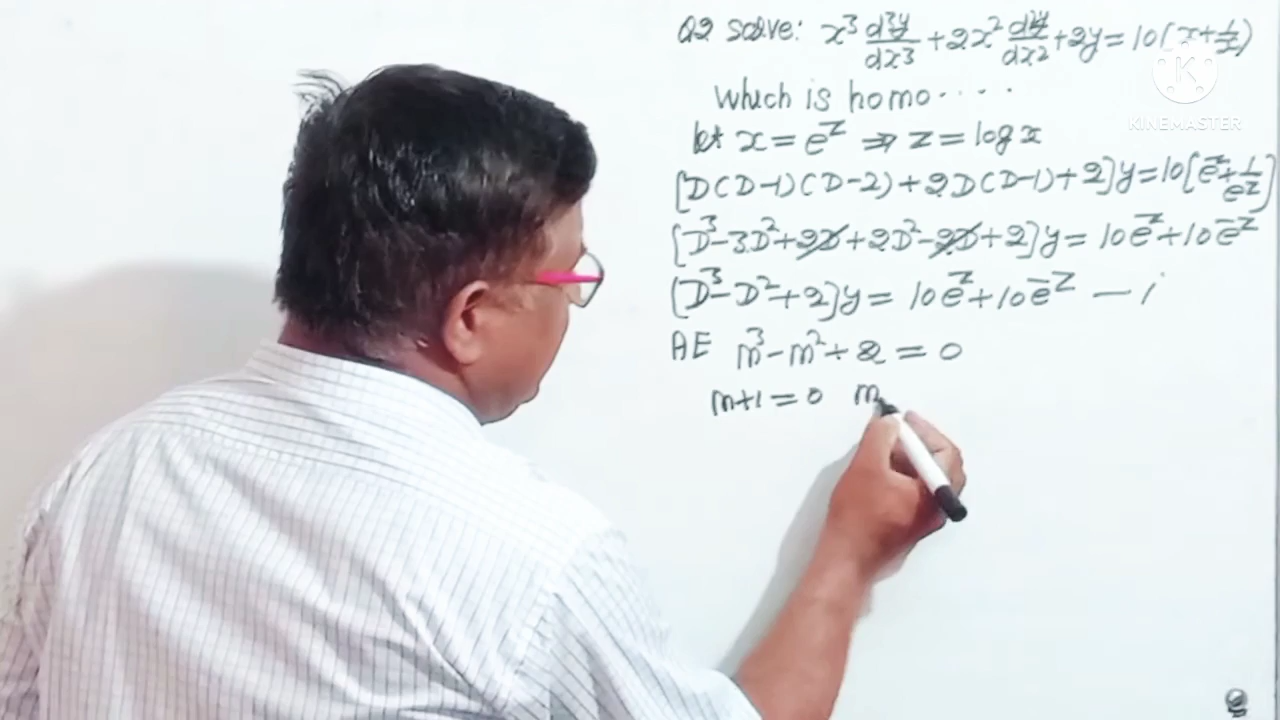 Q2 solve: x³ d³y/dx³ + 2x² d²y/dx² + 2y = 10(x + 1/x)
K
KINEMASTER
Which is homo....
let x = e^z ⇒ z = log x
[D(D-1)(D-2) + 2D(D-1) + 2]y = 10[e^z + 1/e^z]
[D³ - 3D² + 2D + 2D² - 2D + 2]y = 10e^z + 10e^-z
[D³ - D² + 2]y = 10e^z + 10e^-z — i
AE m³ - m² + 2 = 0
m+1 = 0 m